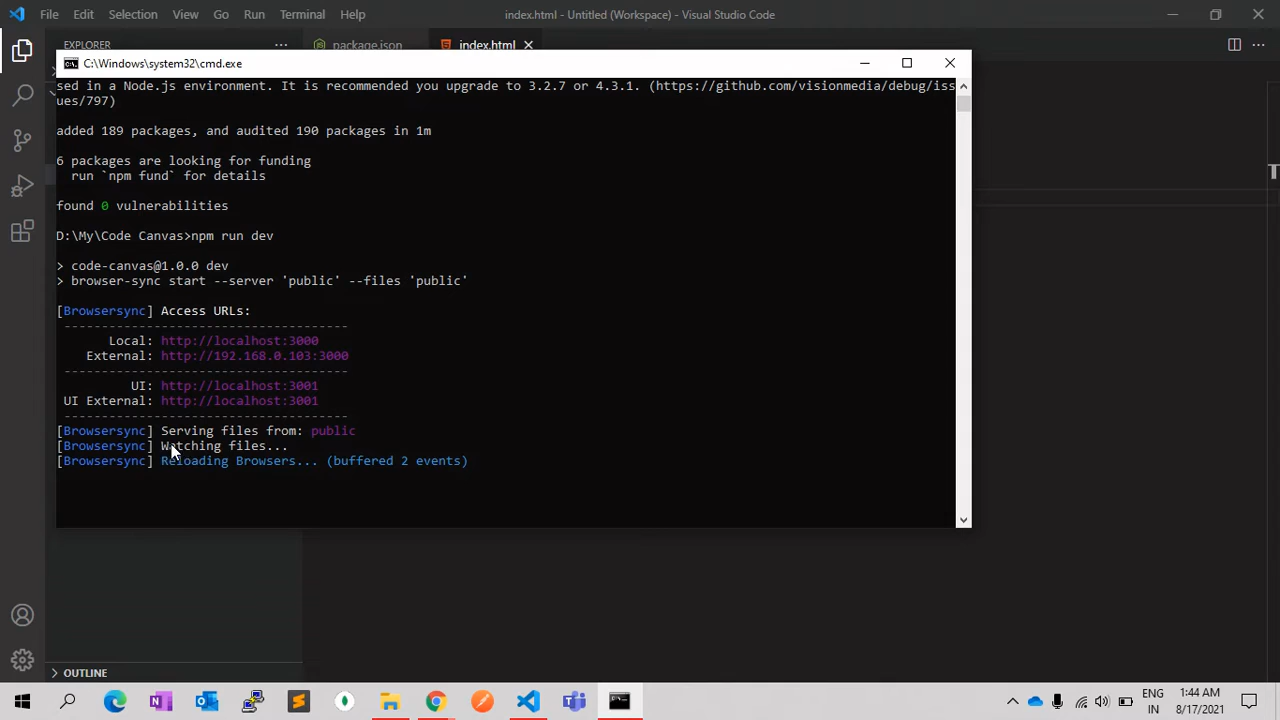 File Edit Selection View Go Run Terminal Help
index.html - Untitled (Workspace) - Visual Studio Code
EXPLORER
package.json
index.html
C:\Windows\system32\cmd.exe
sed in a Node.js environment. It is recommended you upgrade to 3.2.7 or 4.3.1. (https://github.com/visionmedia/debug/iss
ues/797)
added 189 packages, and audited 190 packages in 1m
6 packages are looking for funding
run `npm fund` for details
found 0 vulnerabilities
D:\My\Code Canvas>npm run dev
> code-canvas@1.0.0 dev
> browser-sync start --server 'public' --files 'public'
[Browsersync] Access URLs:
-------------------------------------
Local: http://localhost:3000
External: http://192.168.0.103:3000
-------------------------------------
UI: http://localhost:3001
UI External: http://localhost:3001
-------------------------------------
[Browsersync] Serving files from: public
[Browsersync] Watching files...
[Browsersync] Reloading Browsers... (buffered 2 events)
OUTLINE
ENG
IN
1:44 AM
8/17/2021